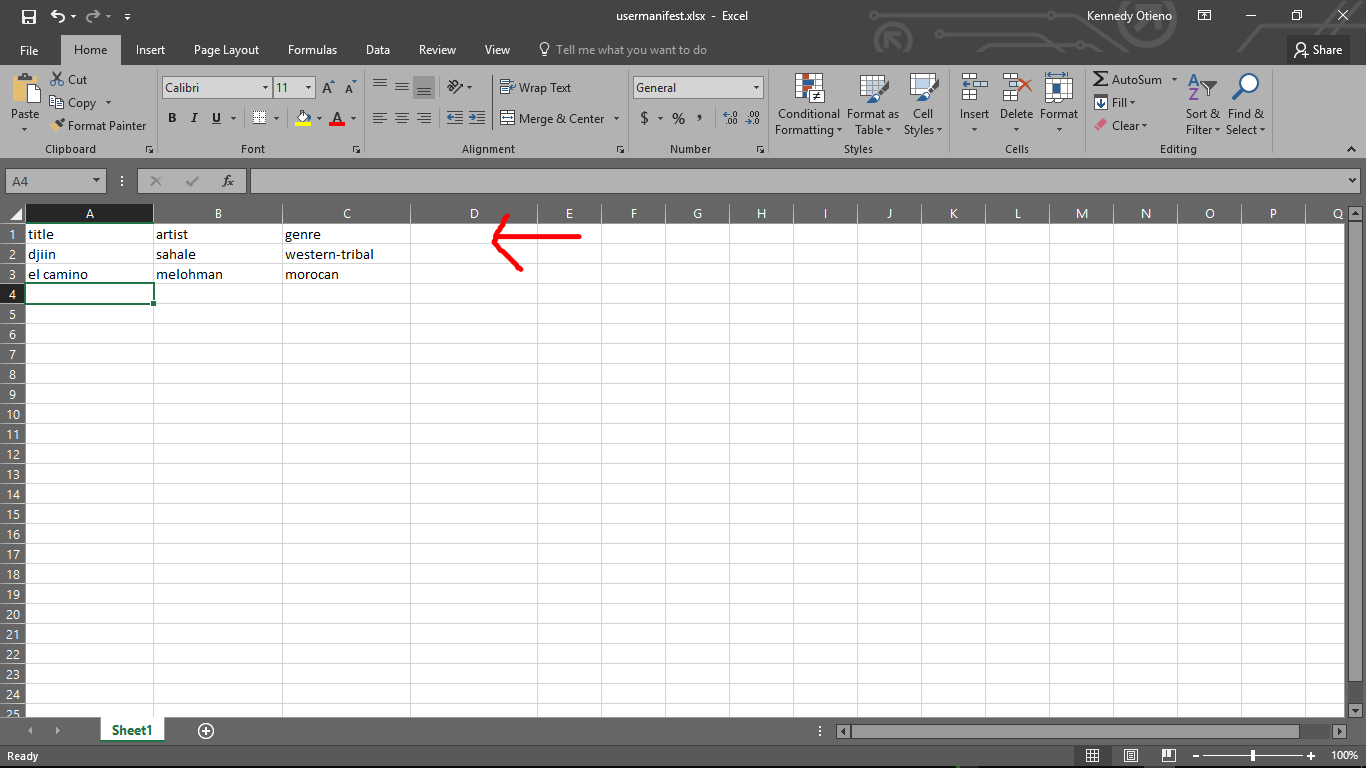 usermanifest.xlsx - Excel
Kennedy Otieno
File Home Insert Page Layout Formulas Data Review View Tell me what you want to do Share
Paste
Cut
Copy
Format Painter
Clipboard
Calibri 11
B I U A A A
Font
Wrap Text
Merge & Center
Alignment
General
$ % , .00 .0
Number
Conditional Formatting
Format as Table
Cell Styles
Styles
Insert
Delete
Format
Cells
AutoSum
Fill
Clear
Sort & Filter
Find & Select
Editing
A4 fx
A B C D E F G H I J K L M N O P Q
1 title artist genre
2 djiin sahale western-tribal
3 el camino melohman morocan
4
5
6
7
8
9
10
11
12
13
14
15
16
17
18
19
20
21
22
23
24
25
Sheet1
Ready 100%